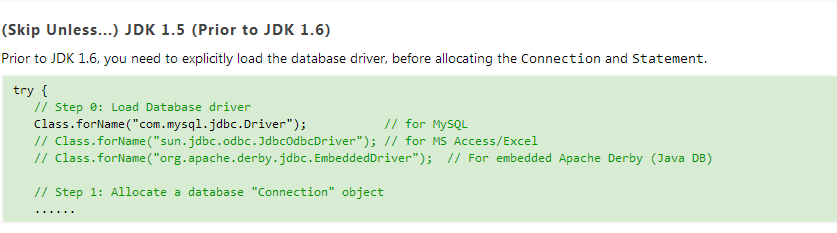 (Skip Unless...) JDK 1.5 (Prior to JDK 1.6)
Prior to JDK 1.6, you need to explicitly load the database driver, before allocating the Connection and Statement.
try {
   // Step 0: Load Database driver
   Class.forName("com.mysql.jdbc.Driver");           // for MySQL
   // Class.forName("sun.jdbc.odbc.JdbcOdbcDriver"); // for MS Access/Excel
   // Class.forName("org.apache.derby.jdbc.EmbeddedDriver");  // For embedded Apache Derby (Java DB)

   // Step 1: Allocate a database "Connection" object
   ......